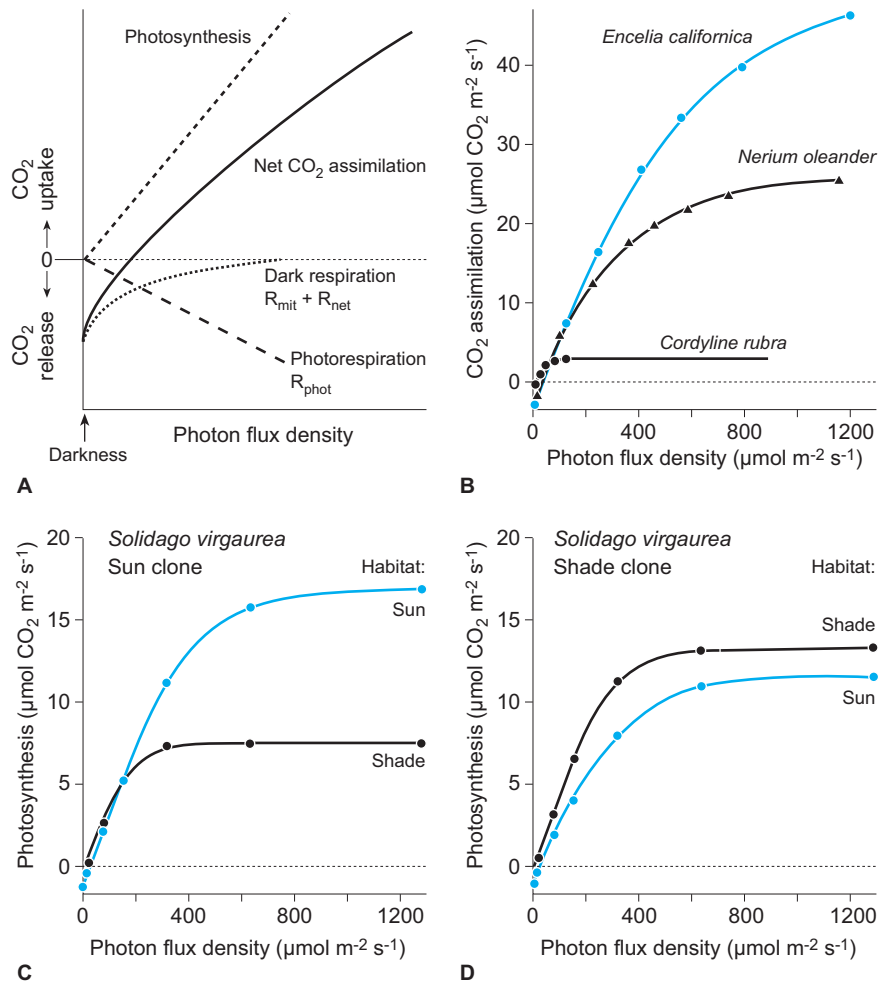 Photosynthesis
Net CO2 assimilation
CO2
uptake
0
CO2
release
Dark respiration
Rmit + Rnet
Photorespiration
Rphot
Photon flux density
Darkness
A
Encelia californica
Nerium oleander
Cordyline rubra
CO2 assimilation (μmol CO2 m-2 s-1)
40
30
20
10
0
0
400
800
1200
Photon flux density (μmol m-2 s-1)
B
Solidago virgaurea
Sun clone
Habitat:
Sun
Shade
Photosynthesis (μmol CO2 m-2 s-1)
20
15
10
5
0
0
400
800
1200
Photon flux density (μmol m-2 s-1)
C
Solidago virgaurea
Shade clone
Habitat:
Shade
Sun
Photosynthesis (μmol CO2 m-2 s-1)
20
15
10
5
0
0
400
800
1200
Photon flux density (μmol m-2 s-1)
D